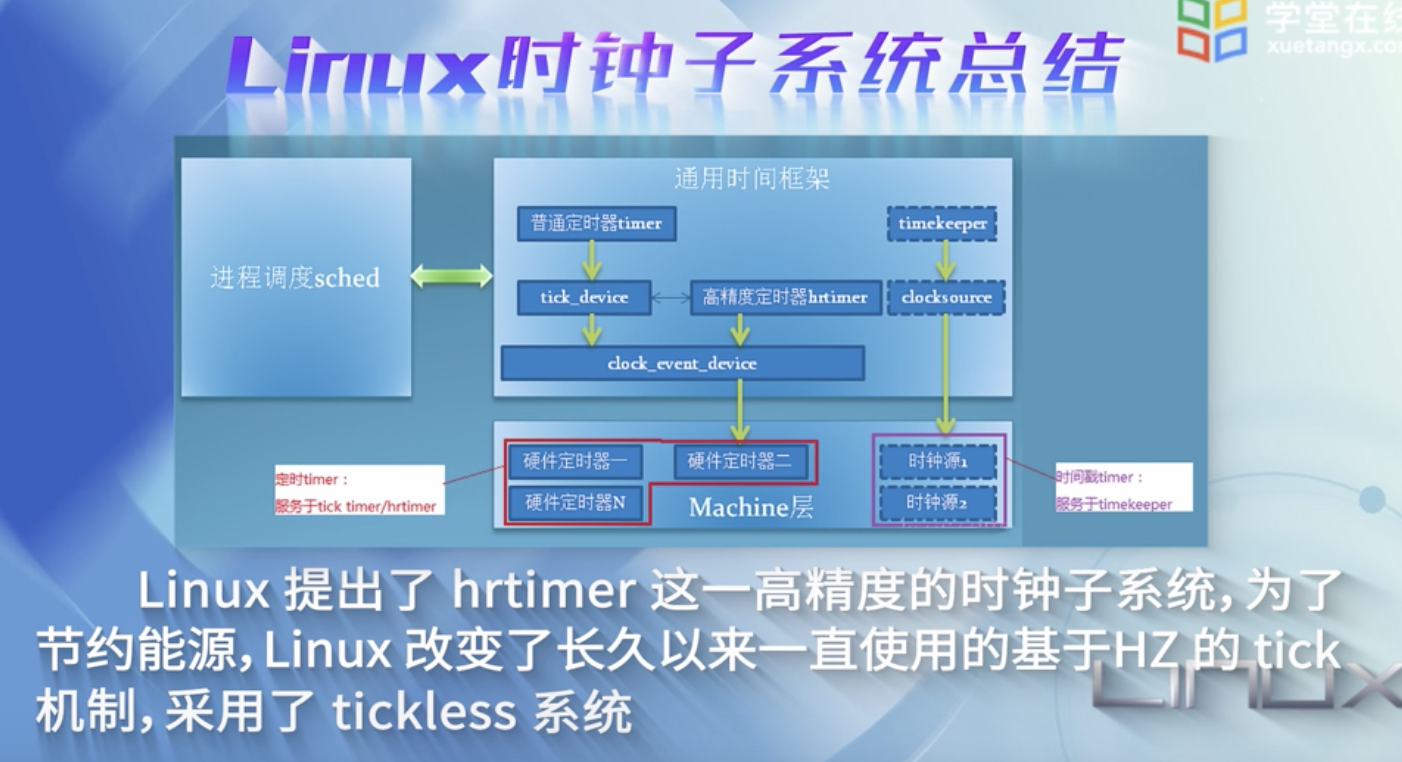 Linux时钟子系统总结
学堂在线
xuetangx.com
通用时间框架
普通定时器timer
timekeeper
进程调度sched
tick_device
高精度定时器hrtimer
clocksource
clock_event_device
硬件定时器一
硬件定时器二
时钟源1
定时timer：
服务于tick timer/hrtimer
硬件定时器N
Machine层
时钟源2
时间戳timer：
服务于timekeeper
Linux 提出了 hrtimer 这一高精度的时钟子系统，为了
节约能源，Linux 改变了长久以来一直使用的基于HZ 的 tick
机制，采用了 tickless 系统
Linux